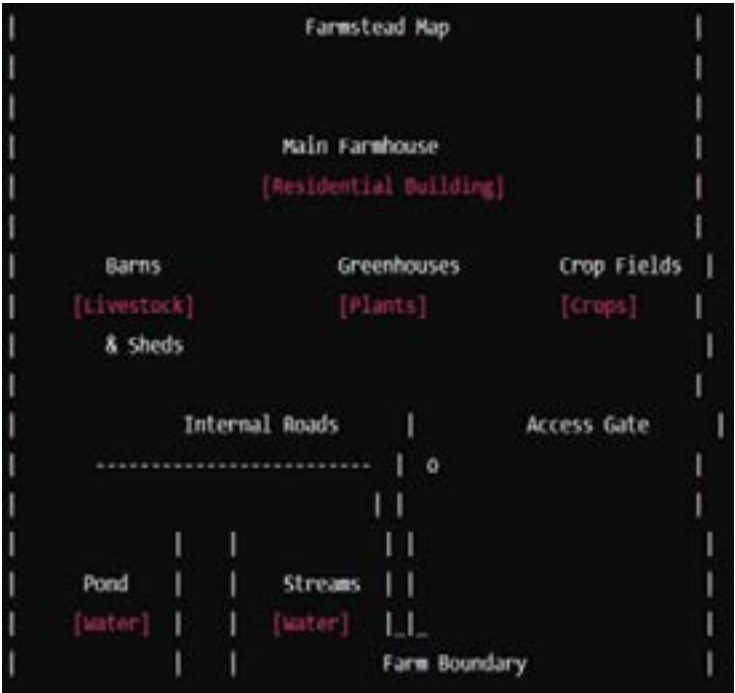 Farmstead Map
Main Farmhouse
[Residential Building]
Barns Greenhouses Crop Fields
[Livestock] [Plants] [Crops]
& Sheds
Internal Roads | Access Gate
-------------------------- | o
Pond | | Streams | |
[Water] | | [Water] |_|_
Farm Boundary